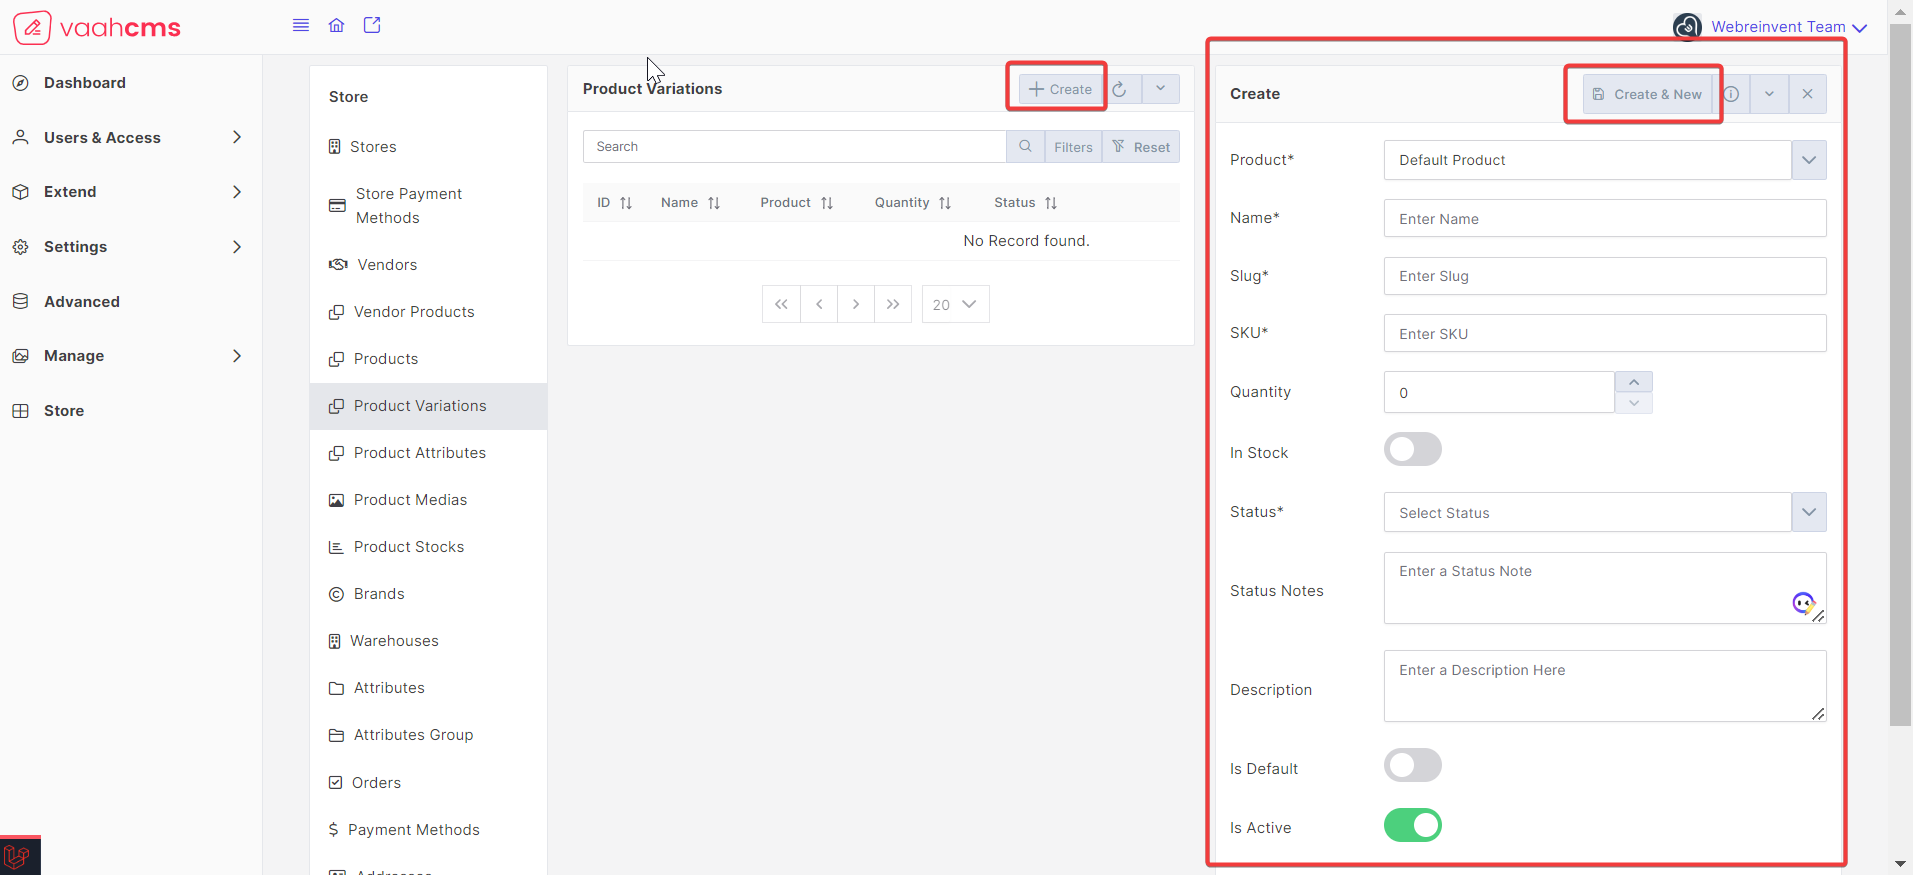 vaahcms
Webreinvent Team
Dashboard
Users & Access
Extend
Settings
Advanced
Manage
Store
Store
Stores
Store Payment
Methods
Vendors
Vendor Products
Products
Product Variations
Product Attributes
Product Medias
Product Stocks
Brands
Warehouses
Attributes
Attributes Group
Orders
Payment Methods
Product Variations
Create
Search
Filters
Reset
ID
Name
Product
Quantity
Status
No Record found.
20
Create
Create & New
Product*
Default Product
Name*
Enter Name
Slug*
Enter Slug
SKU*
Enter SKU
Quantity
0
In Stock
Status*
Select Status
Status Notes
Enter a Status Note
Description
Enter a Description Here
Is Default
Is Active